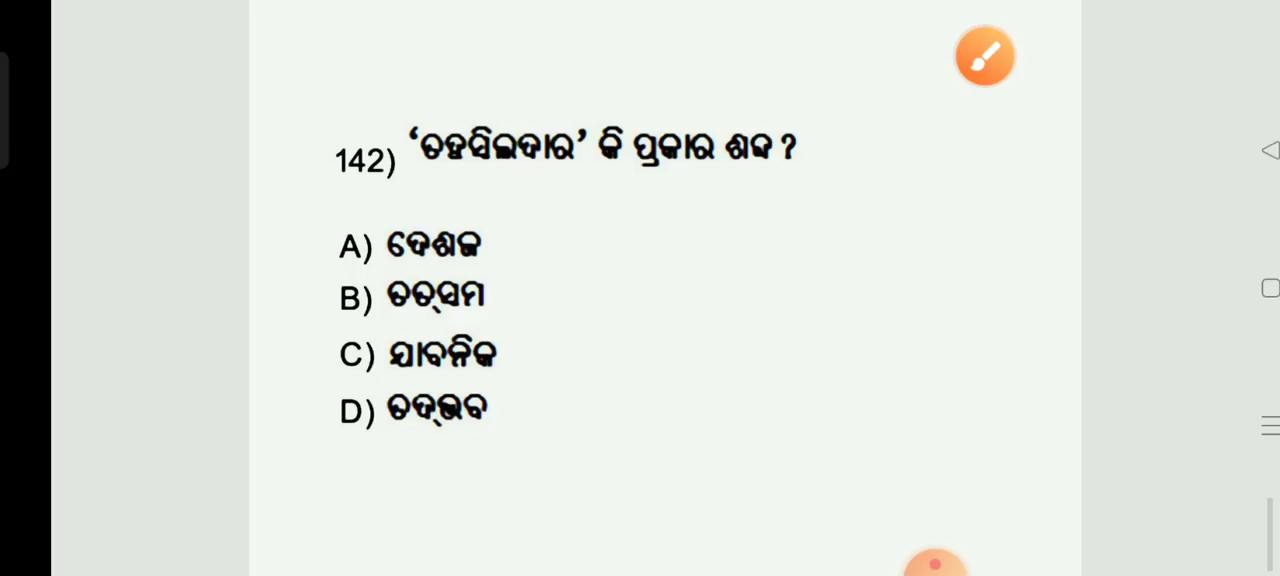 142) ‘ତହସିଲଦାର’ କି ପ୍ରକାର ଶବ୍ଦ ?
A) ଦେଶଜ
B) ତତ୍‌ସମ
C) ଯାବନିକ
D) ତଦ୍‌ଭବ